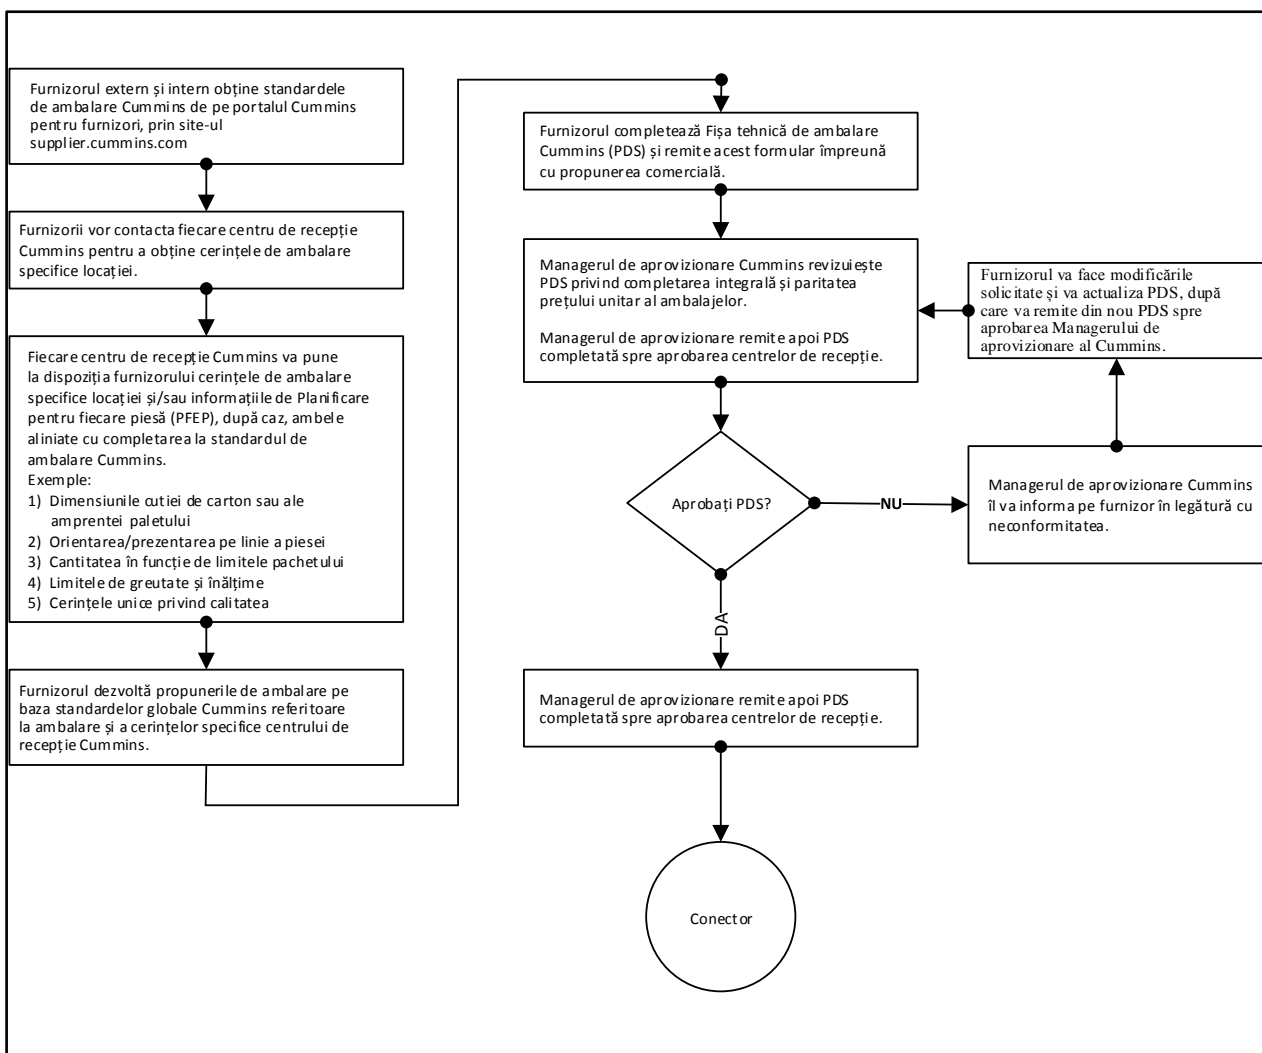 Furnizorul extern și intern obține standardele
de ambalare Cummins de pe portalul Cummins
pentru furnizori, prin site-ul
supplier.cummins.com
Furnizorii vor contacta fiecare centru de recepție
Cummins pentru a obține cerințele de ambalare
specifice locației.
Fiecare centru de recepție Cummins va pune
la dispoziția furnizorului cerințele de ambalare
specifice locației și/sau informațiile de Planificare
pentru fiecare piesă (PFEP), după caz, ambele
aliniate cu completarea la standardul de
ambalare Cummins.
Exemple:
1) Dimensiunile cutiei de carton sau ale
amprentei paletului
2) Orientarea/prezentarea pe linie a piesei
3) Cantitatea în funcție de limitele pachetului
4) Limitele de greutate și înălțime
5) Cerințele unice privind calitatea
Furnizorul dezvoltă propunerile de ambalare pe
baza standardelor globale Cummins referitoare
la ambalare și a cerințelor specifice centrului de
recepție Cummins.
Furnizorul completează Fișa tehnică de ambalare
Cummins (PDS) și remite acest formular împreună
cu propunerea comercială.
Managerul de aprovizionare Cummins revizuiește
PDS privind completarea integrală și paritatea
prețului unitar al ambalajelor.
Managerul de aprovizionare remite apoi PDS
completată spre aprobarea centrelor de recepție.
Furnizorul va face modificările
solicitate și va actualiza PDS, după
care va remite din nou PDS spre
aprobarea Managerului de
aprovizionare al Cummins.
Aprobați PDS?
NU
Managerul de aprovizionare Cummins
îl va informa pe furnizor în legătură cu
neconformitatea.
DA
Managerul de aprovizionare remite apoi PDS
completată spre aprobarea centrelor de recepție.
Conector